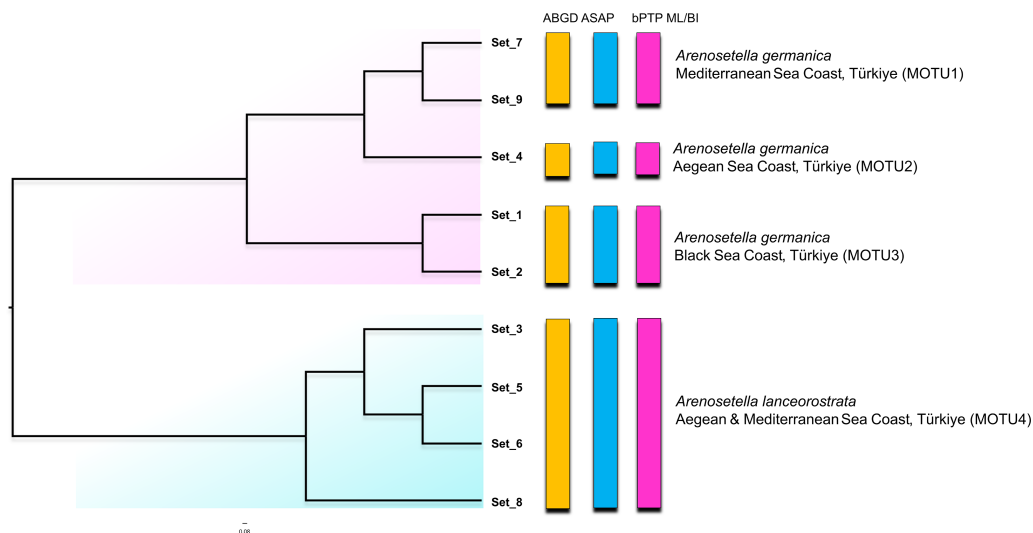 ABGD ASAP bPTP ML/BI
Set_7
Arenosetella germanica
Mediterranean Sea Coast, Türkiye (MOTU1)
Set_9
Set_4
Arenosetella germanica
Aegean Sea Coast, Türkiye (MOTU2)
Set_1
Arenosetella germanica
Black Sea Coast, Türkiye (MOTU3)
Set_2
Set_3
Set_5
Arenosetella lanceorostrata
Aegean & Mediterranean Sea Coast, Türkiye (MOTU4)
Set_6
Set_8
0.08